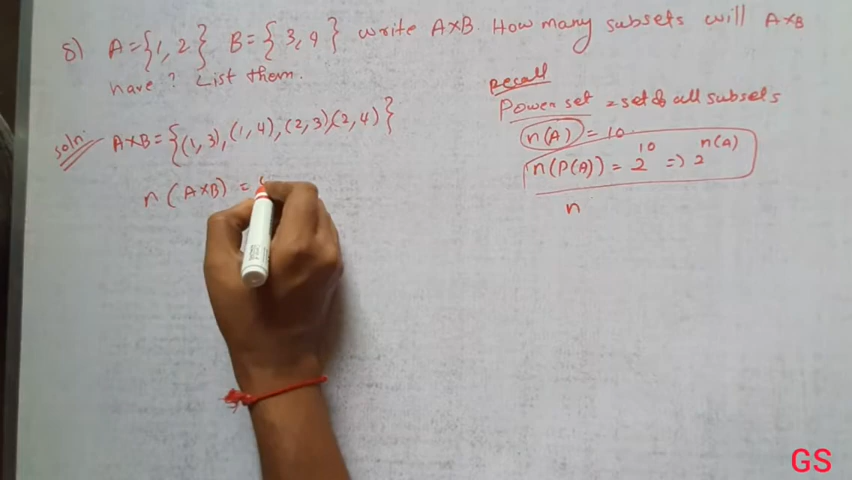 8) A={1, 2} B={3, 4} write A×B. How many subsets will A×B
have? List them.
Soln: A×B={(1, 3),(1, 4),(2, 3)(2, 4)}
n(A×B) =
recall
Power set = set of all subsets
n(A) = 10
n(P(A)) = 2^10 => 2^n(A)
n
GS